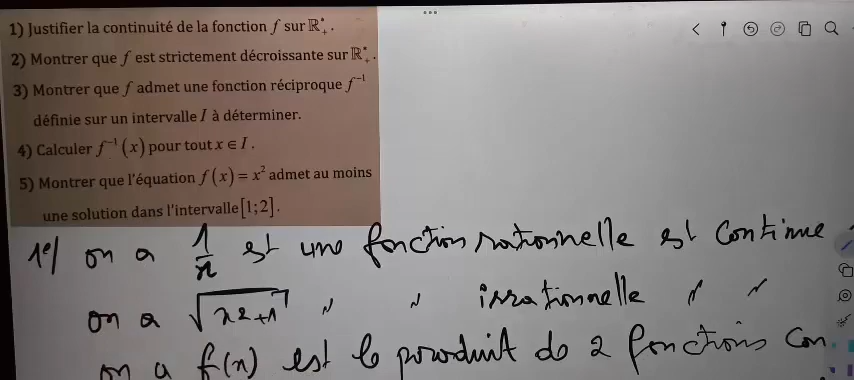 1) Justifier la continuité de la fonction f sur ℝ₊*.
2) Montrer que f est strictement décroissante sur ℝ₊*.
3) Montrer que f admet une fonction réciproque f⁻¹
définie sur un intervalle I à déterminer.
4) Calculer f⁻¹(x) pour tout x ∈ I.
5) Montrer que l'équation f(x) = x² admet au moins
une solution dans l'intervalle [1;2].
1°/ on a 1/x est une fonction rationnelle est continue
on a √(x2+1) " " irrationnelle " "
on a f(x) est le produit de 2 fonctions con